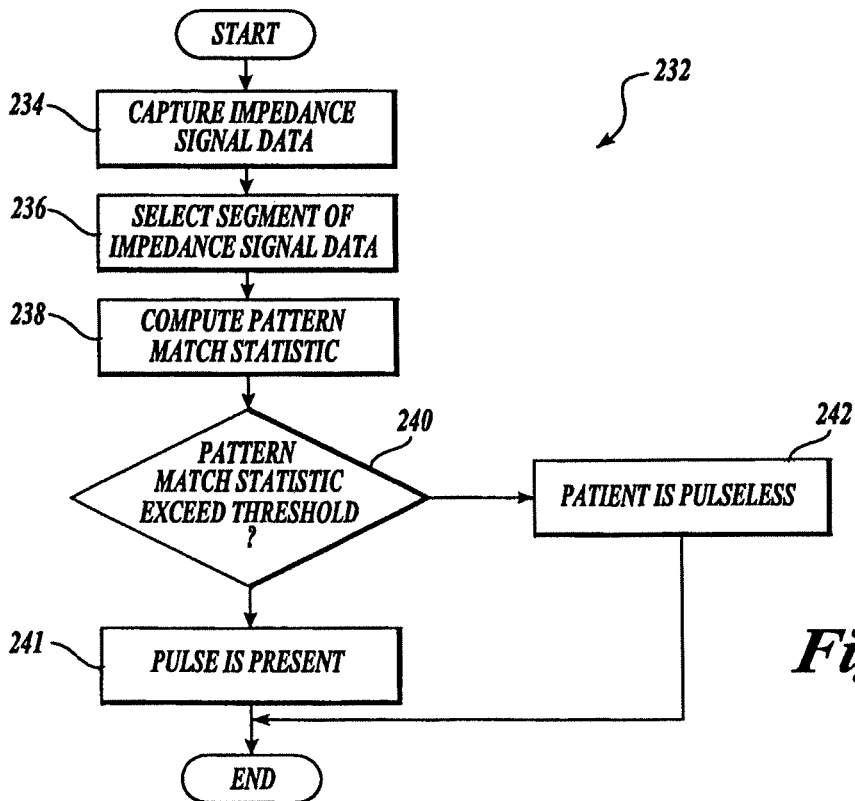 START
232
234
CAPTURE IMPEDANCE
SIGNAL DATA
236
SELECT SEGMENT OF
IMPEDANCE SIGNAL DATA
238
COMPUTE PATTERN
MATCH STATISTIC
240
PATTERN
MATCH STATISTIC
EXCEED THRESHOLD
?
242
PATIENT IS PULSELESS
241
PULSE IS PRESENT
END